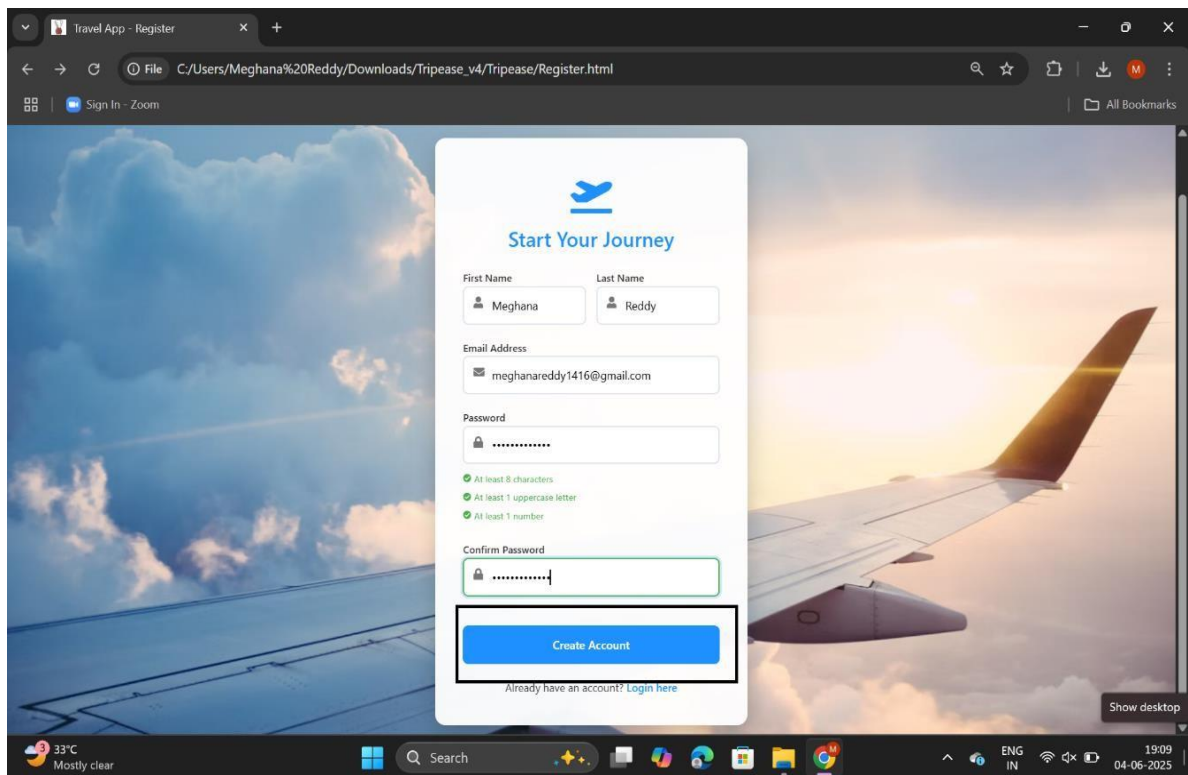 Travel App - Register
File C:/Users/Meghana%20Reddy/Downloads/Tripease_v4/Tripease/Register.html
M
Sign In - Zoom
All Bookmarks
Start Your Journey
First Name Last Name
Meghana Reddy
Email Address
meghanareddy1416@gmail.com
Password
•••••••••••••
At least 8 characters
At least 1 uppercase letter
At least 1 number
Confirm Password
•••••••••••••
Create Account
Already have an account? Login here
Show desktop
3 33°C
Mostly clear
Search
M
ENG
IN
19:09
04-06-2025